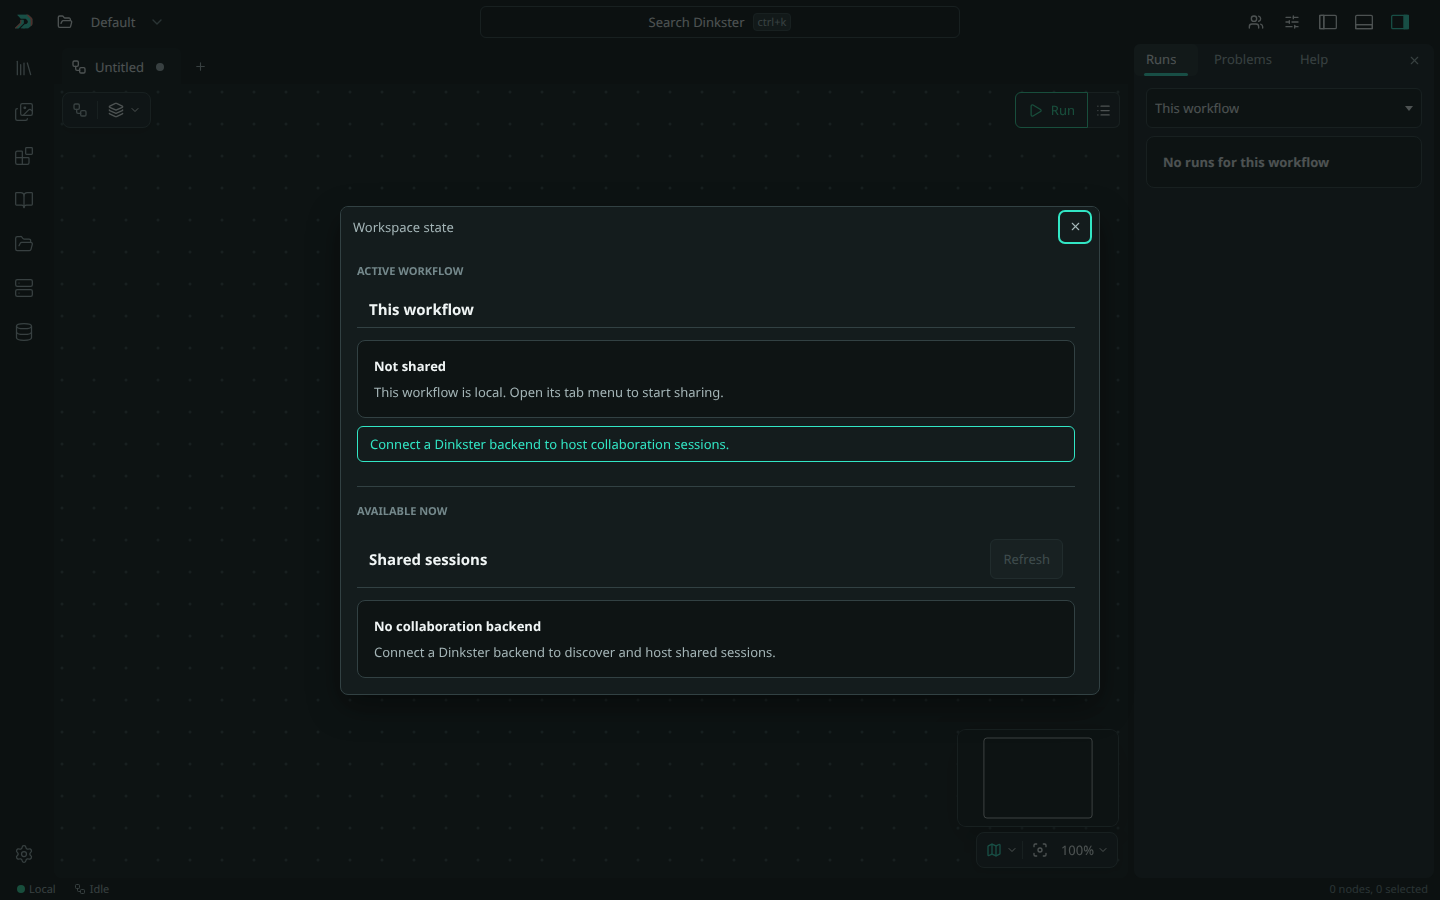 Default
Search Dinkster ctrl+k
Untitled
Run
Runs Problems Help
This workflow
No runs for this workflow
Workspace state
ACTIVE WORKFLOW
This workflow
Not shared
This workflow is local. Open its tab menu to start sharing.
Connect a Dinkster backend to host collaboration sessions.
AVAILABLE NOW
Shared sessions
Refresh
No collaboration backend
Connect a Dinkster backend to discover and host shared sessions.
100%
Local Idle
0 nodes, 0 selected